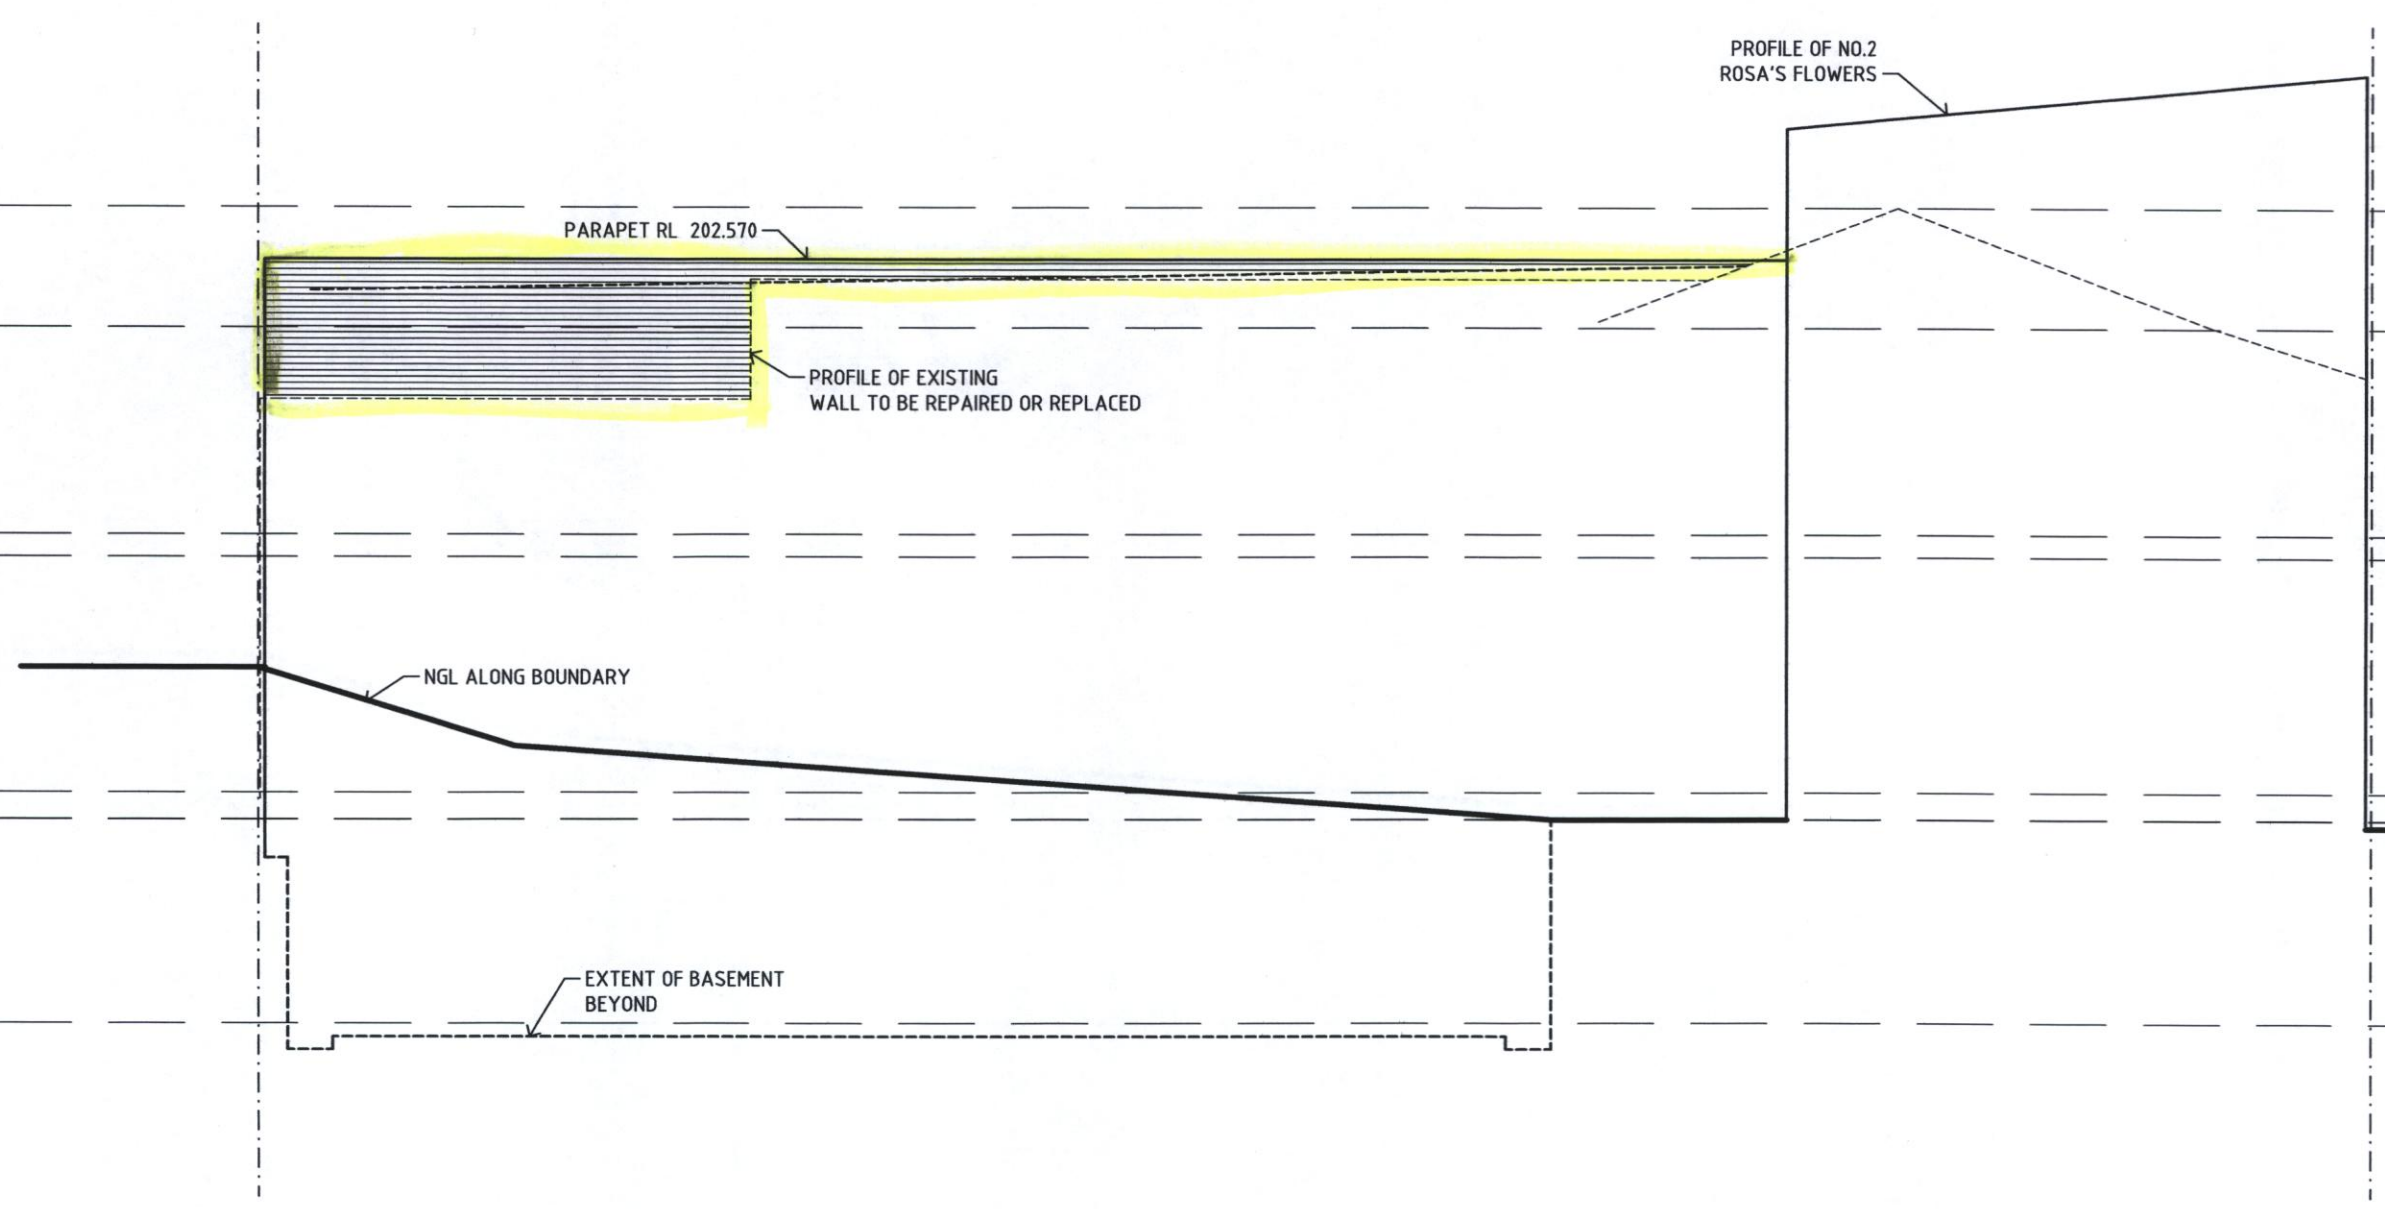 PROFILE OF NO.2
ROSA'S FLOWERS
PARAPET RL 202.570
PROFILE OF EXISTING
WALL TO BE REPAIRED OR REPLACED
NGL ALONG BOUNDARY
EXTENT OF BASEMENT
BEYOND